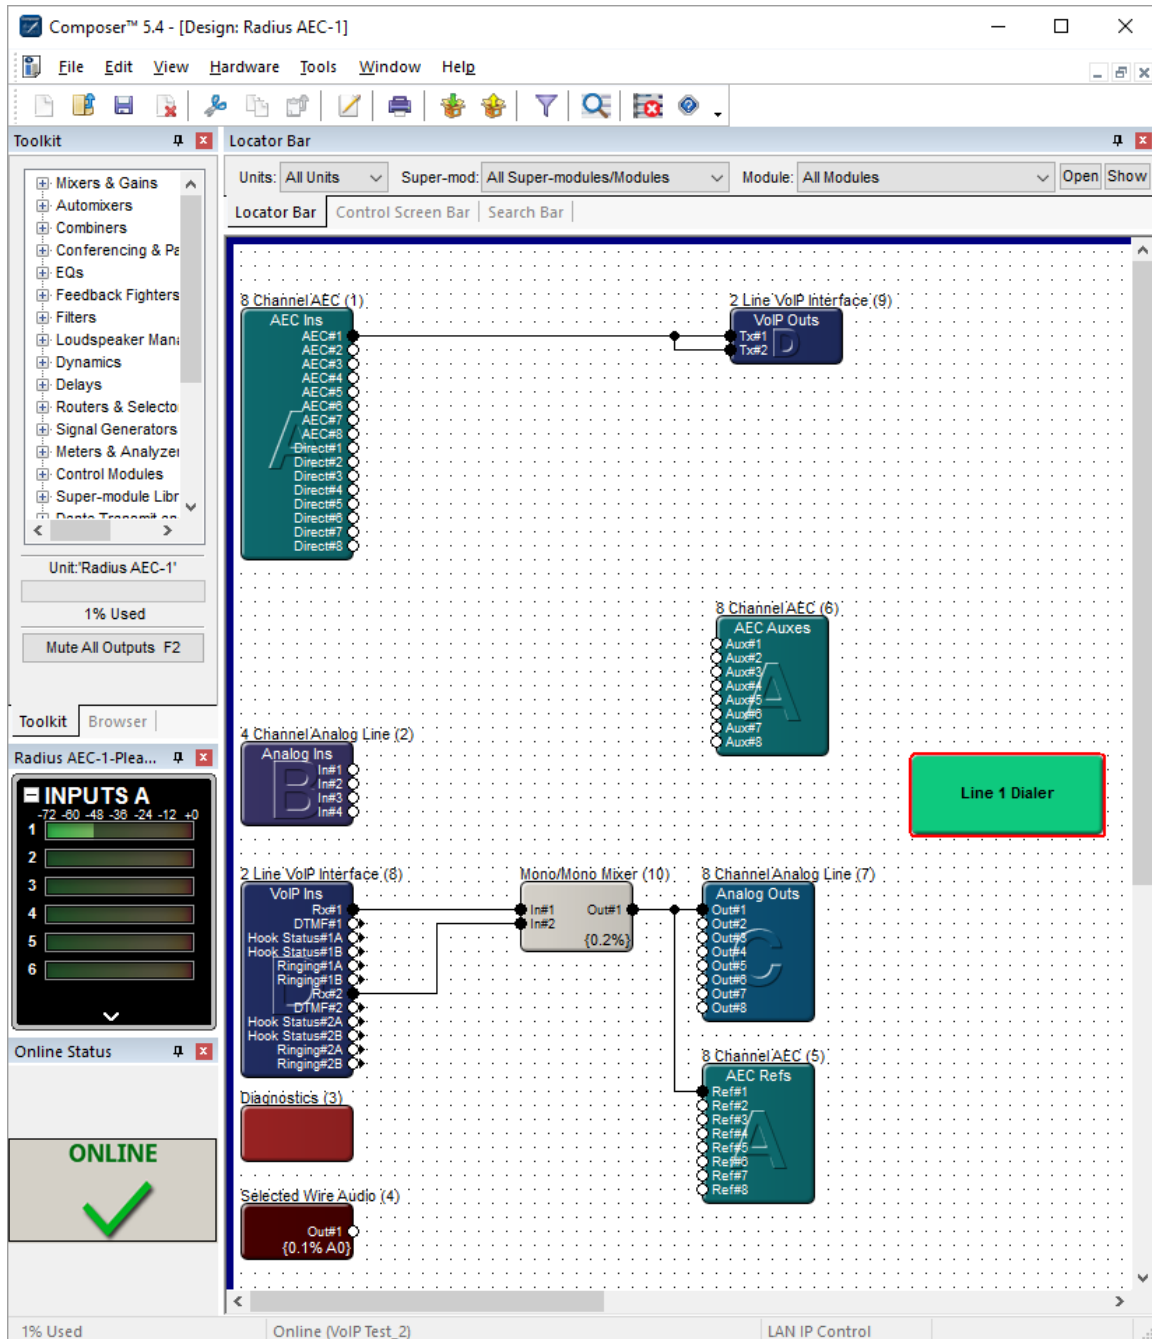 Composer™ 5.4 - [Design: Radius AEC-1]
File Edit View Hardware Tools Window Help
Toolkit
Locator Bar
Units: All Units Super-mod: All Super-modules/Modules Module: All Modules Open Show
Locator Bar Control Screen Bar Search Bar
Mixers & Gains
Automixers
Combiners
Conferencing & Pa
EQs
Feedback Fighters
Filters
Loudspeaker Man
Dynamics
Delays
Routers & Selecto
Signal Generators
Meters & Analyzer
Control Modules
Super-module Libr
Unit:'Radius AEC-1'
1% Used
Mute All Outputs F2
Toolkit Browser
Radius AEC-1-Plea...
INPUTS A
-72 -60 -48 -36 -24 -12 +0
1
2
3
4
5
6
Online Status
ONLINE
8 Channel AEC (1)
AEC Ins
AEC#1
AEC#2
AEC#3
AEC#4
AEC#5
AEC#6
AEC#7
AEC#8
Direct#1
Direct#2
Direct#3
Direct#4
Direct#5
Direct#6
Direct#7
Direct#8
2 Line VoIP Interface (9)
VoIP Outs
Tx#1
Tx#2
D
8 Channel AEC (6)
AEC Auxes
Aux#1
Aux#2
Aux#3
Aux#4
Aux#5
Aux#6
Aux#7
Aux#8
A
4 Channel Analog Line (2)
Analog Ins
In#1
In#2
In#3
In#4
B
Line 1 Dialer
2 Line VoIP Interface (8)
VoIP Ins
Rx#1
DTMF#1
Hook Status#1A
Hook Status#1B
Ringing#1A
Ringing#1B
Rx#2
DTMF#2
Hook Status#2A
Hook Status#2B
Ringing#2A
Ringing#2B
D
Mono/Mono Mixer (10)
In#1 Out#1
In#2
{0.2%}
8 Channel Analog Line (7)
Analog Outs
Out#1
Out#2
Out#3
Out#4
Out#5
Out#6
Out#7
Out#8
C
8 Channel AEC (5)
AEC Refs
Ref#1
Ref#2
Ref#3
Ref#4
Ref#5
Ref#6
Ref#7
Ref#8
A
Diagnostics (3)
Selected Wire Audio (4)
Out#1
{0.1% A0}
1% Used Online (VoIP Test_2) LAN IP Control